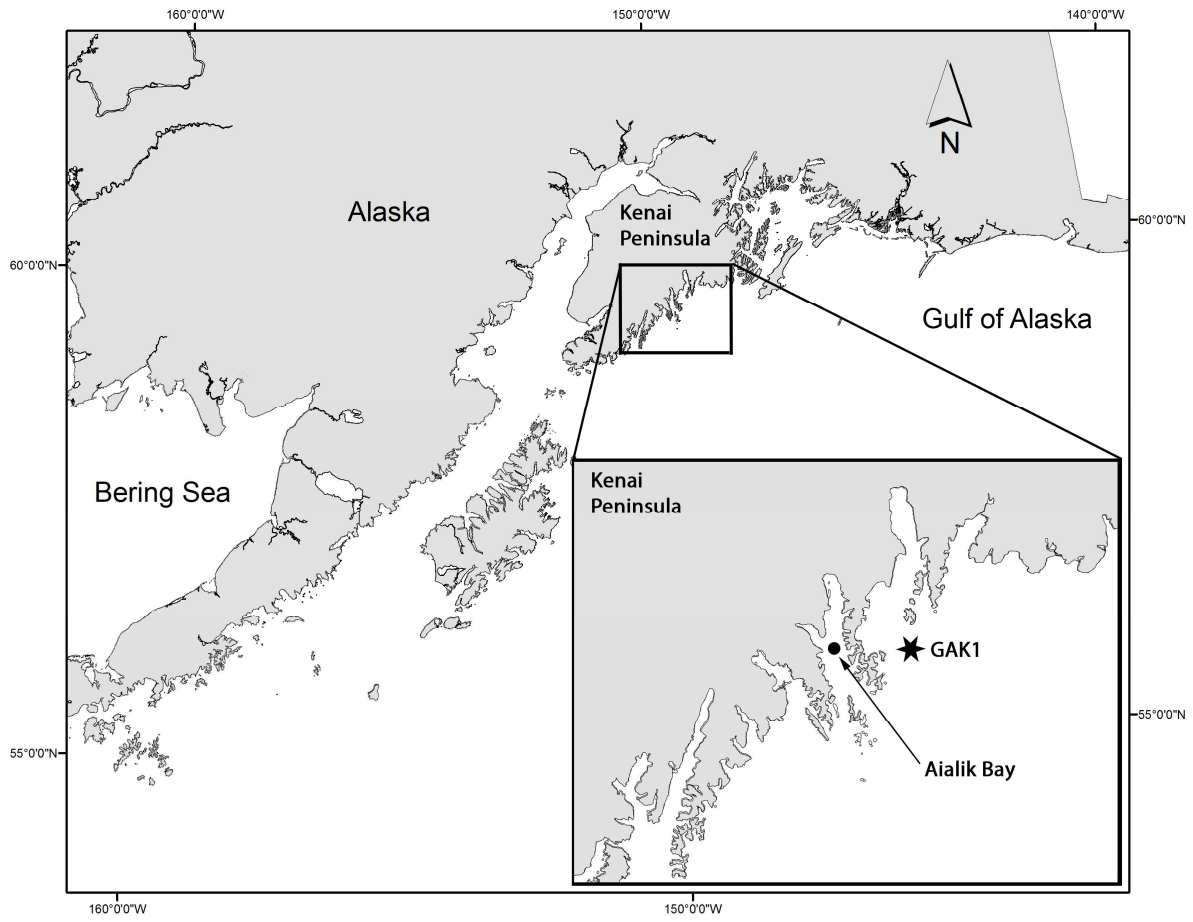 160°0'0"W
150°0'0"W
140°0'0"W
N
Alaska
Kenai
Peninsula
60°0'0"N
60°0'0"N
Gulf of Alaska
Bering Sea
Kenai
Peninsula
GAK1
55°0'0"N
55°0'0"N
Aialik Bay
160°0'0"W
150°0'0"W